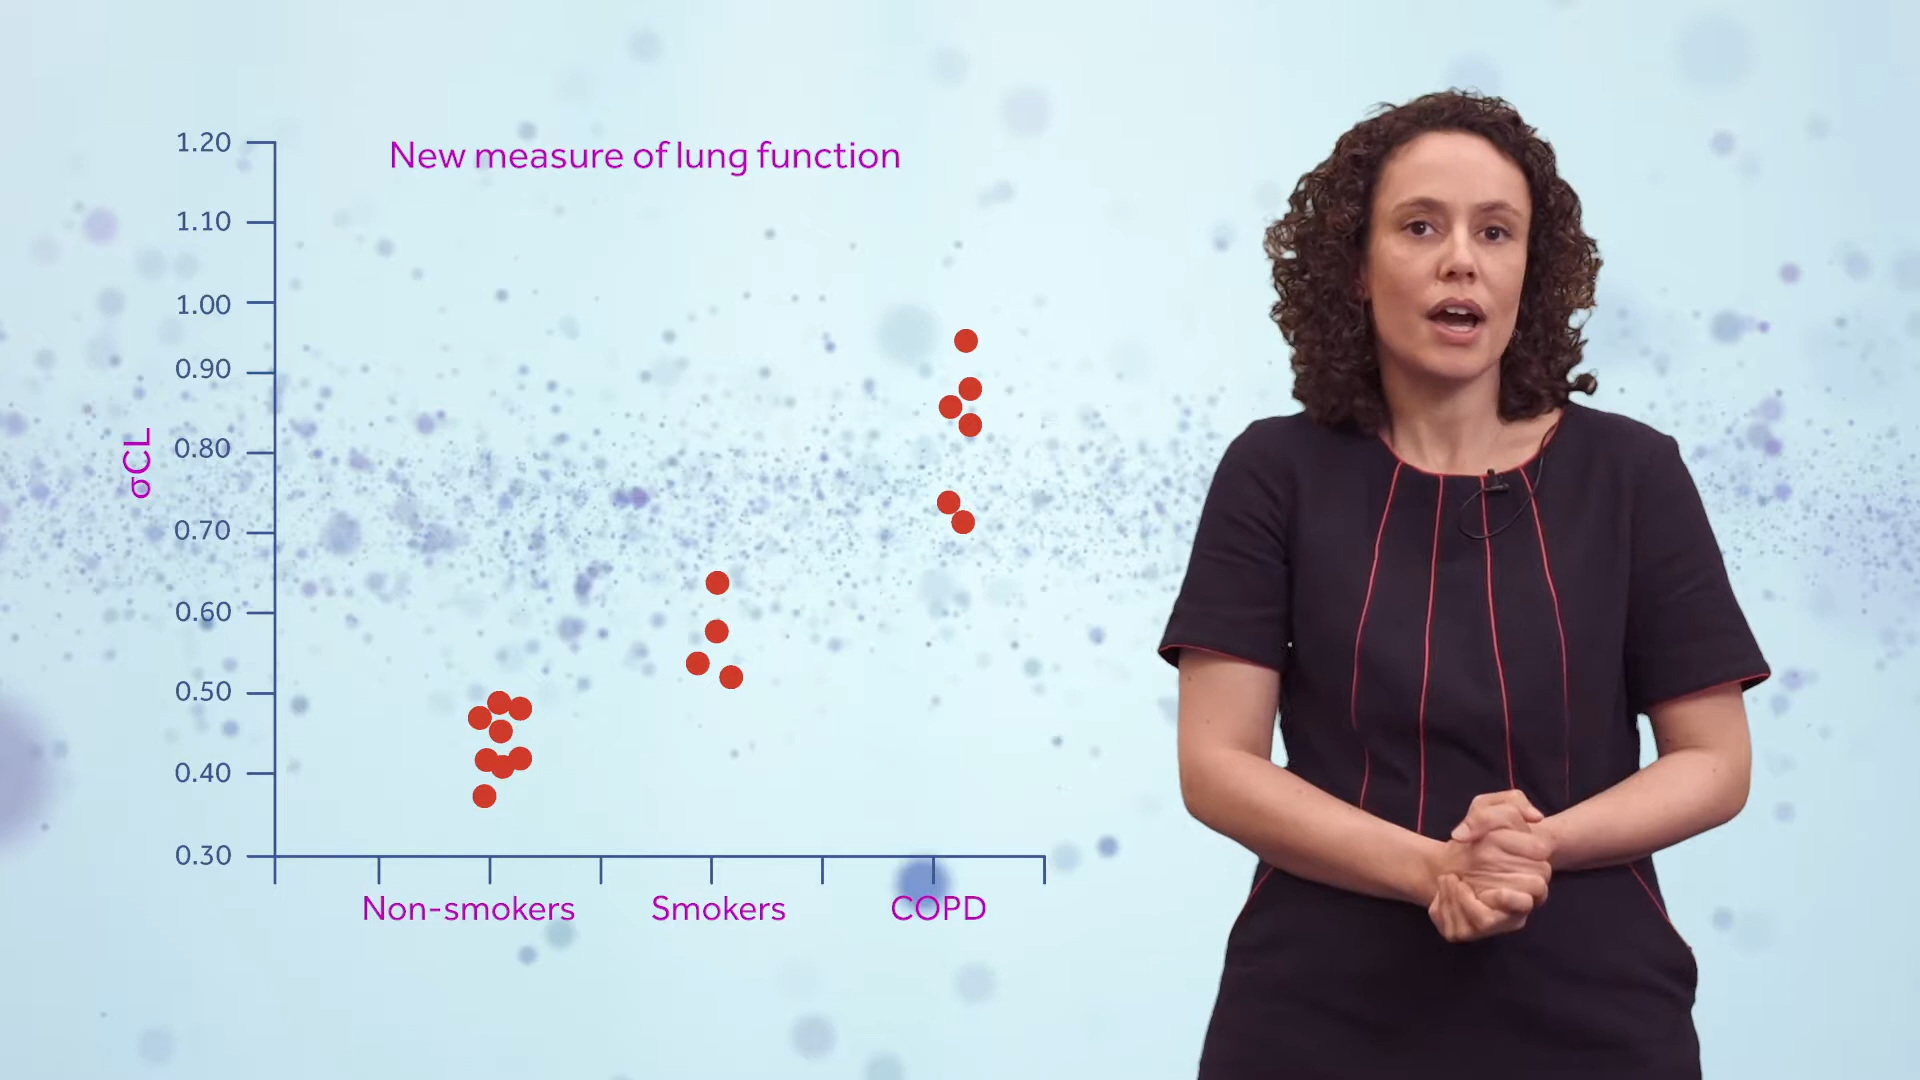 New measure of lung function
σCL
1.20
1.10
1.00
0.90
0.80
0.70
0.60
0.50
0.40
0.30
Non-smokers
Smokers
COPD